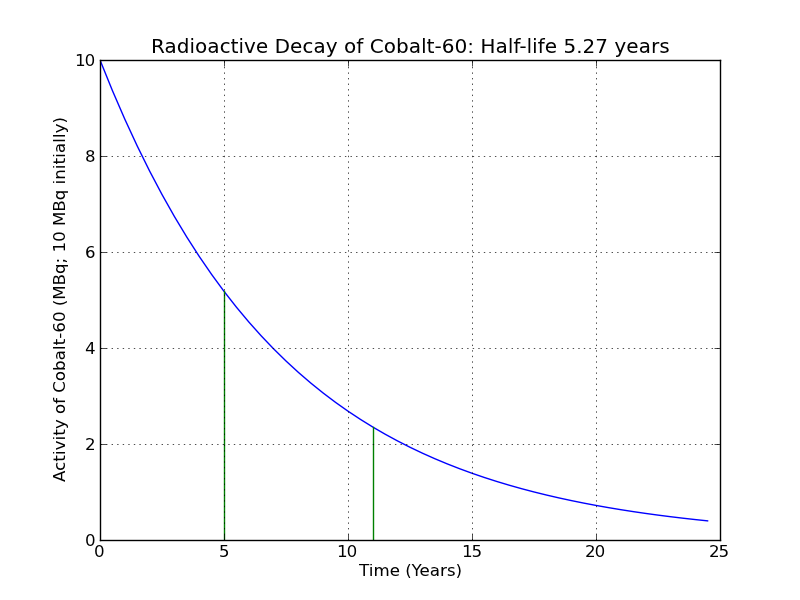 Radioactive Decay of Cobalt-60: Half-life 5.27 years
10
8
6
4
2
0
Activity of Cobalt-60 (MBq; 10 MBq initially)
0 5 10 15 20 25
Time (Years)